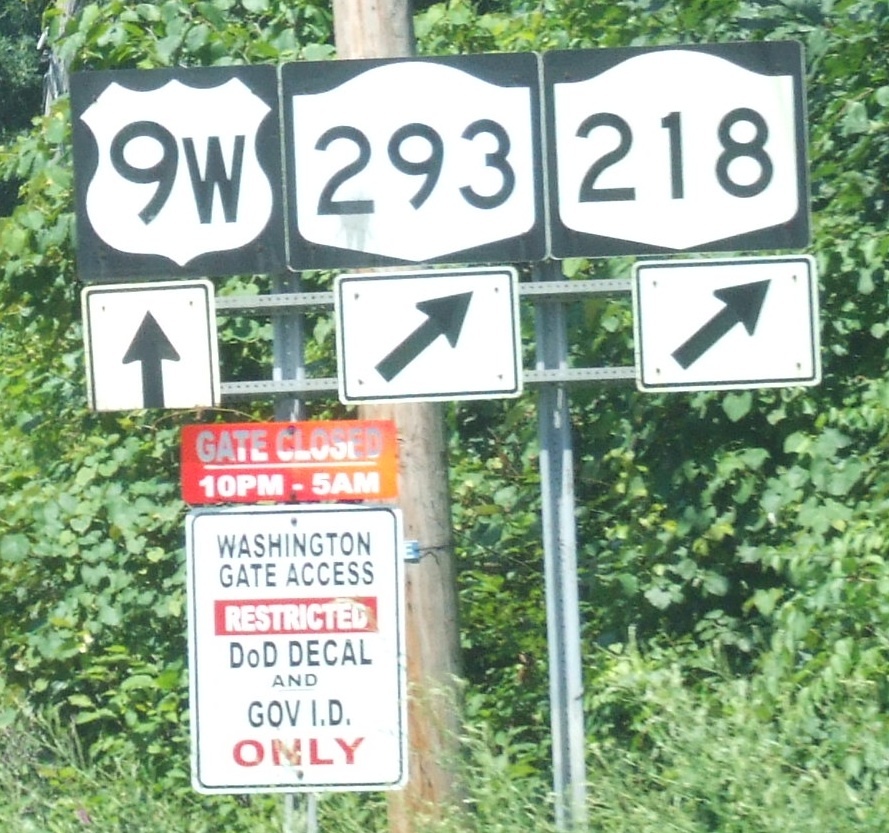 9W
293
218
GATE CLOSED
10PM - 5AM
WASHINGTON
GATE ACCESS
RESTRICTED
DoD DECAL
AND
GOV I.D.
ONLY